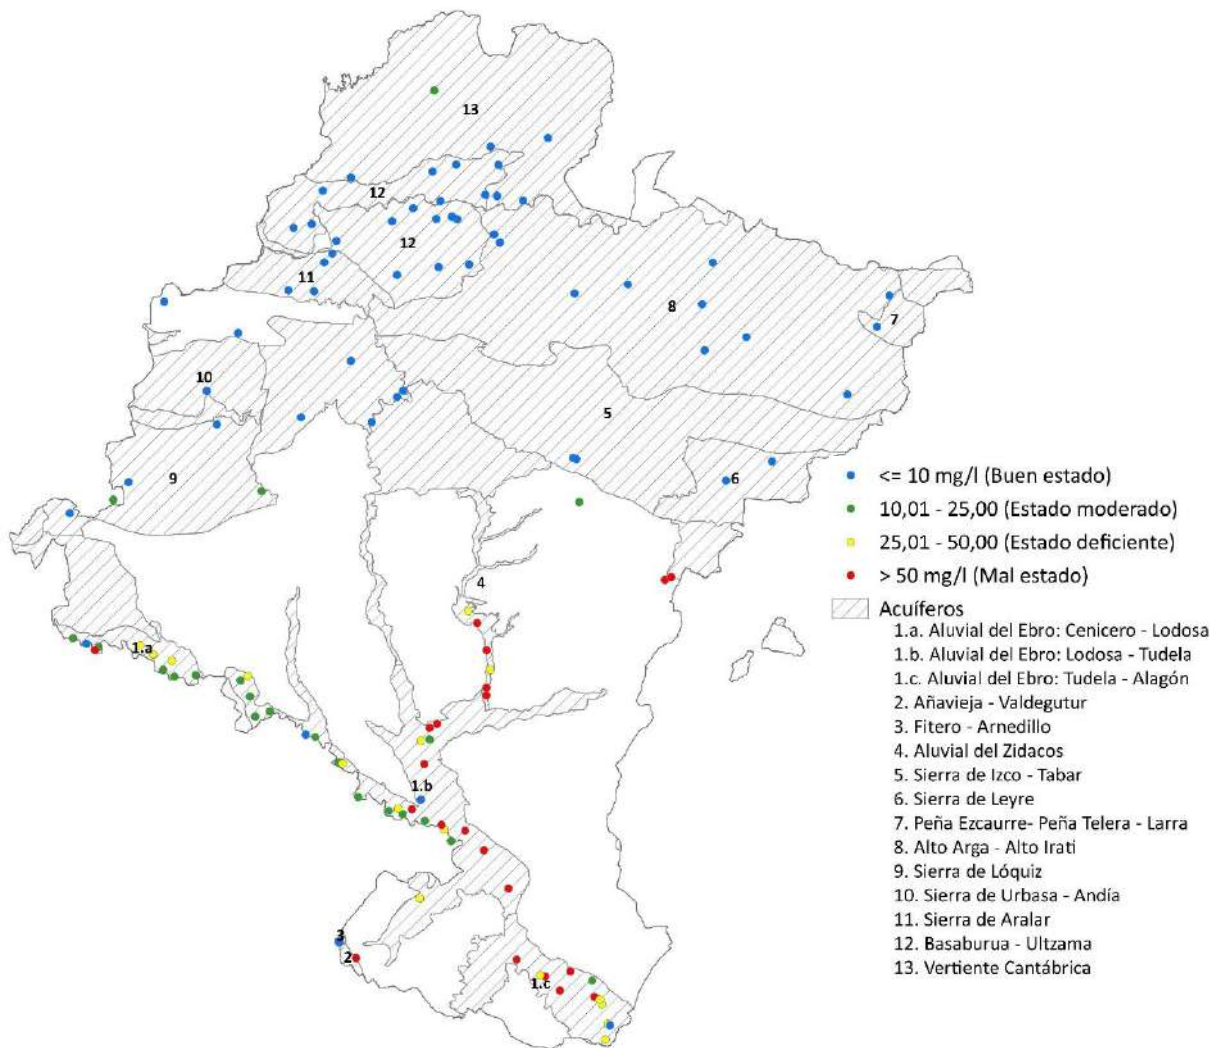 13
12
12
11
8
7
10
5
9
6
4
1.a
1.b
3
2
1.c
<= 10 mg/l (Buen estado)
10,01 - 25,00 (Estado moderado)
25,01 - 50,00 (Estado deficiente)
> 50 mg/l (Mal estado)
Acuíferos
1.a. Aluvial del Ebro: Cenicero - Lodosa
1.b. Aluvial del Ebro: Lodosa - Tudela
1.c. Aluvial del Ebro: Tudela - Alagón
2. Añavieja - Valdegutur
3. Fitero - Arnedillo
4. Aluvial del Zidacos
5. Sierra de Izco - Tabar
6. Sierra de Leyre
7. Peña Ezcaurre- Peña Telera - Larra
8. Alto Arga - Alto Irati
9. Sierra de Lóquiz
10. Sierra de Urbasa - Andía
11. Sierra de Aralar
12. Basaburua - Ultzama
13. Vertiente Cantábrica